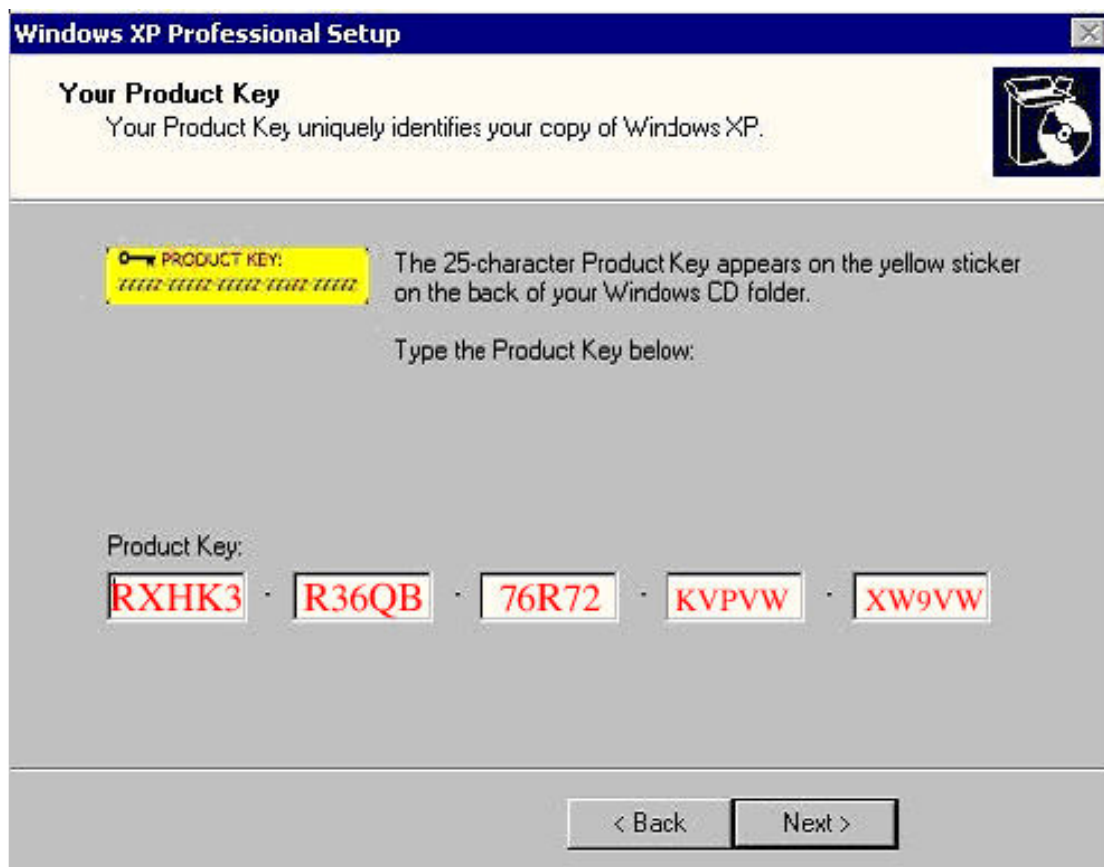 Windows XP Professional Setup
Your Product Key
Your Product Key uniquely identifies your copy of Windows XP.
PRODUCT KEY:
The 25-character Product Key appears on the yellow sticker
on the back of your Windows CD folder.
Type the Product Key below:
Product Key:
RXHK3 - R36QB - 76R72 - KVPVW - XW9VW
< Back Next >